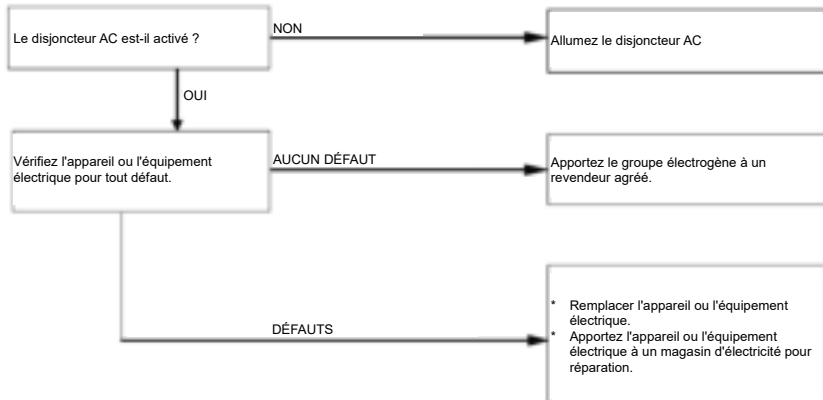 Le disjoncteur AC est-il activé ?
NON
Allumez le disjoncteur AC
OUI
Vérifiez l'appareil ou l'équipement
électrique pour tout défaut.
AUCUN DÉFAUT
Apportez le groupe électrogène à un
revendeur agréé.
DÉFAUTS
* Remplacer l'appareil ou l'équipement
électrique.
* Apportez l'appareil ou l'équipement
électrique à un magasin d'électricité pour
réparation.